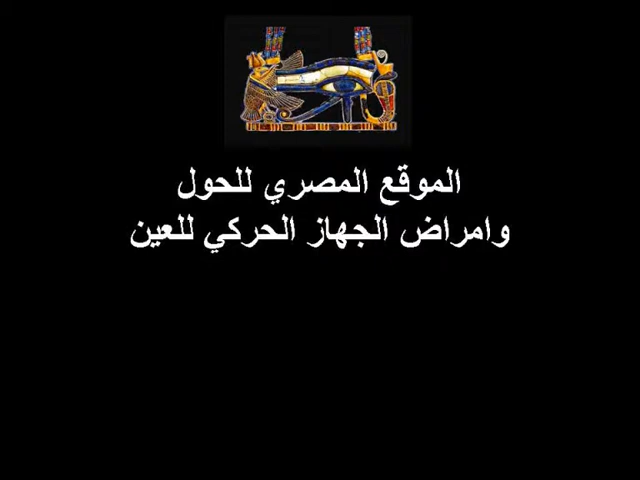 الموقع المصري للحول
وامراض الجهاز الحركي للعين